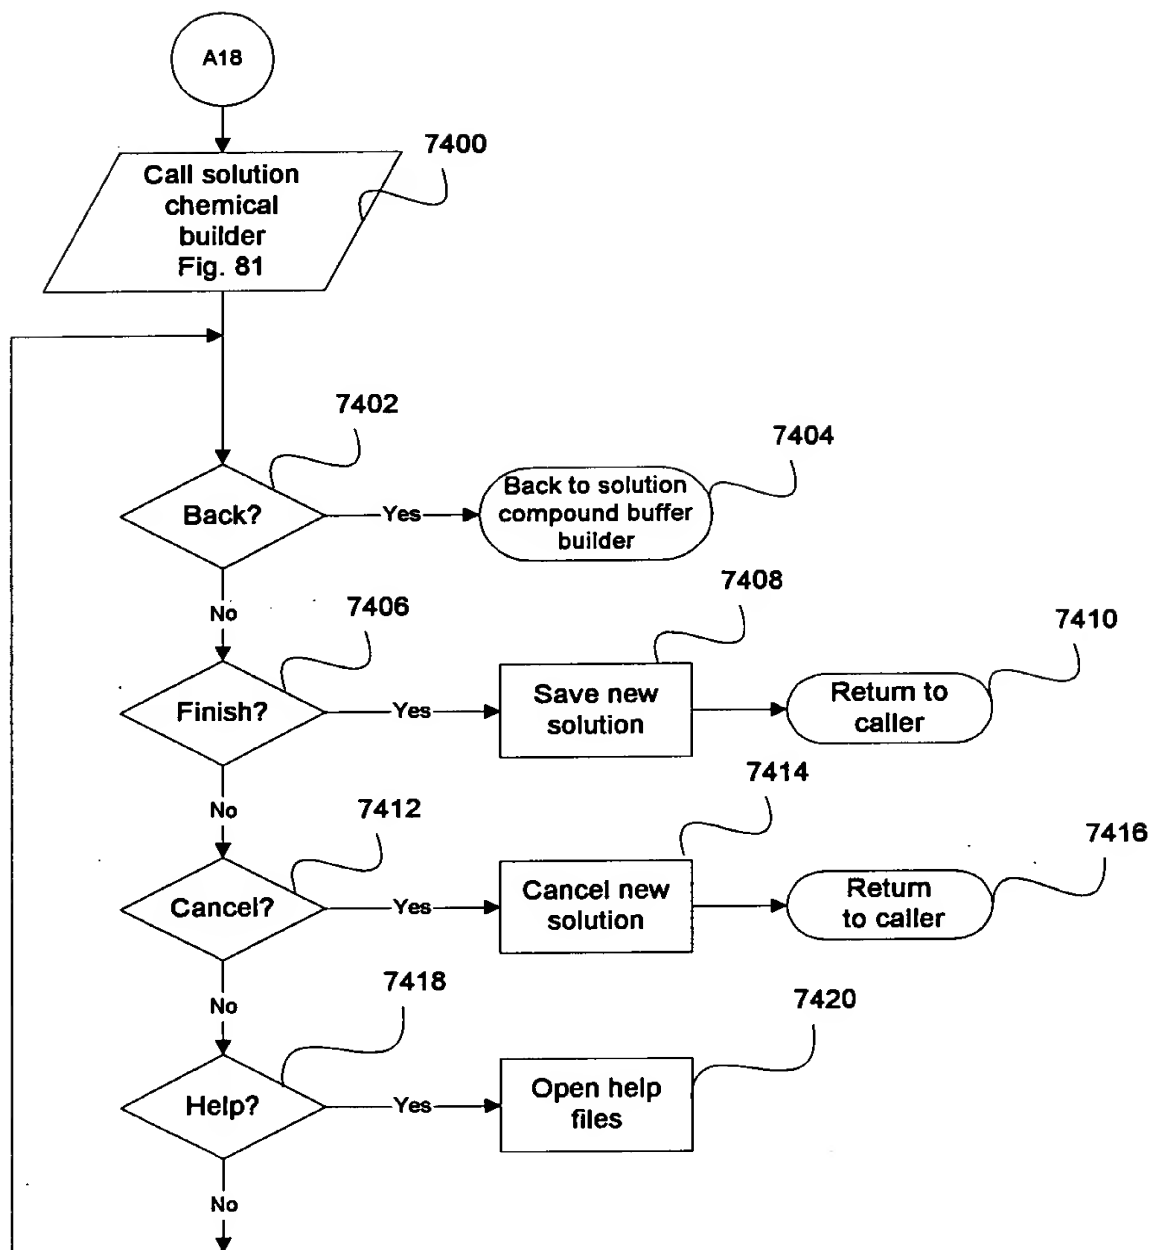 A18
7400
Call solution
chemical
builder
Fig. 81
7402
7404
Back?
Yes
Back to solution
compound buffer
builder
No
7406
7408
7410
Finish?
Yes
Save new
solution
Return to
caller
No
7412
7414
7416
Cancel?
Yes
Cancel new
solution
Return
to caller
No
7418
7420
Help?
Yes
Open help
files
No